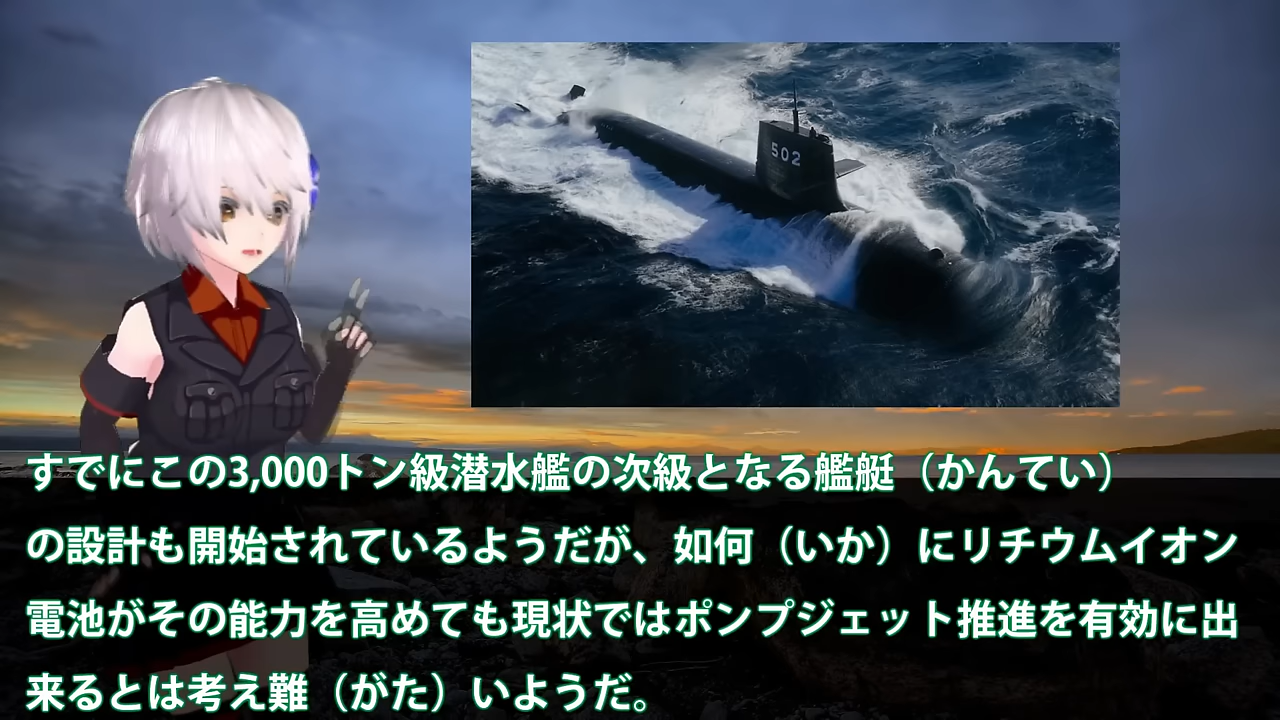 502
すでにこの3,000トン級潜水艦の次級となる艦艇（かんてい）
の設計も開始されているようだが、如何（いか）にリチウムイオン
電池がその能力を高めても現状ではポンプジェット推進を有効に出
来るとは考え難（がた）いようだ。